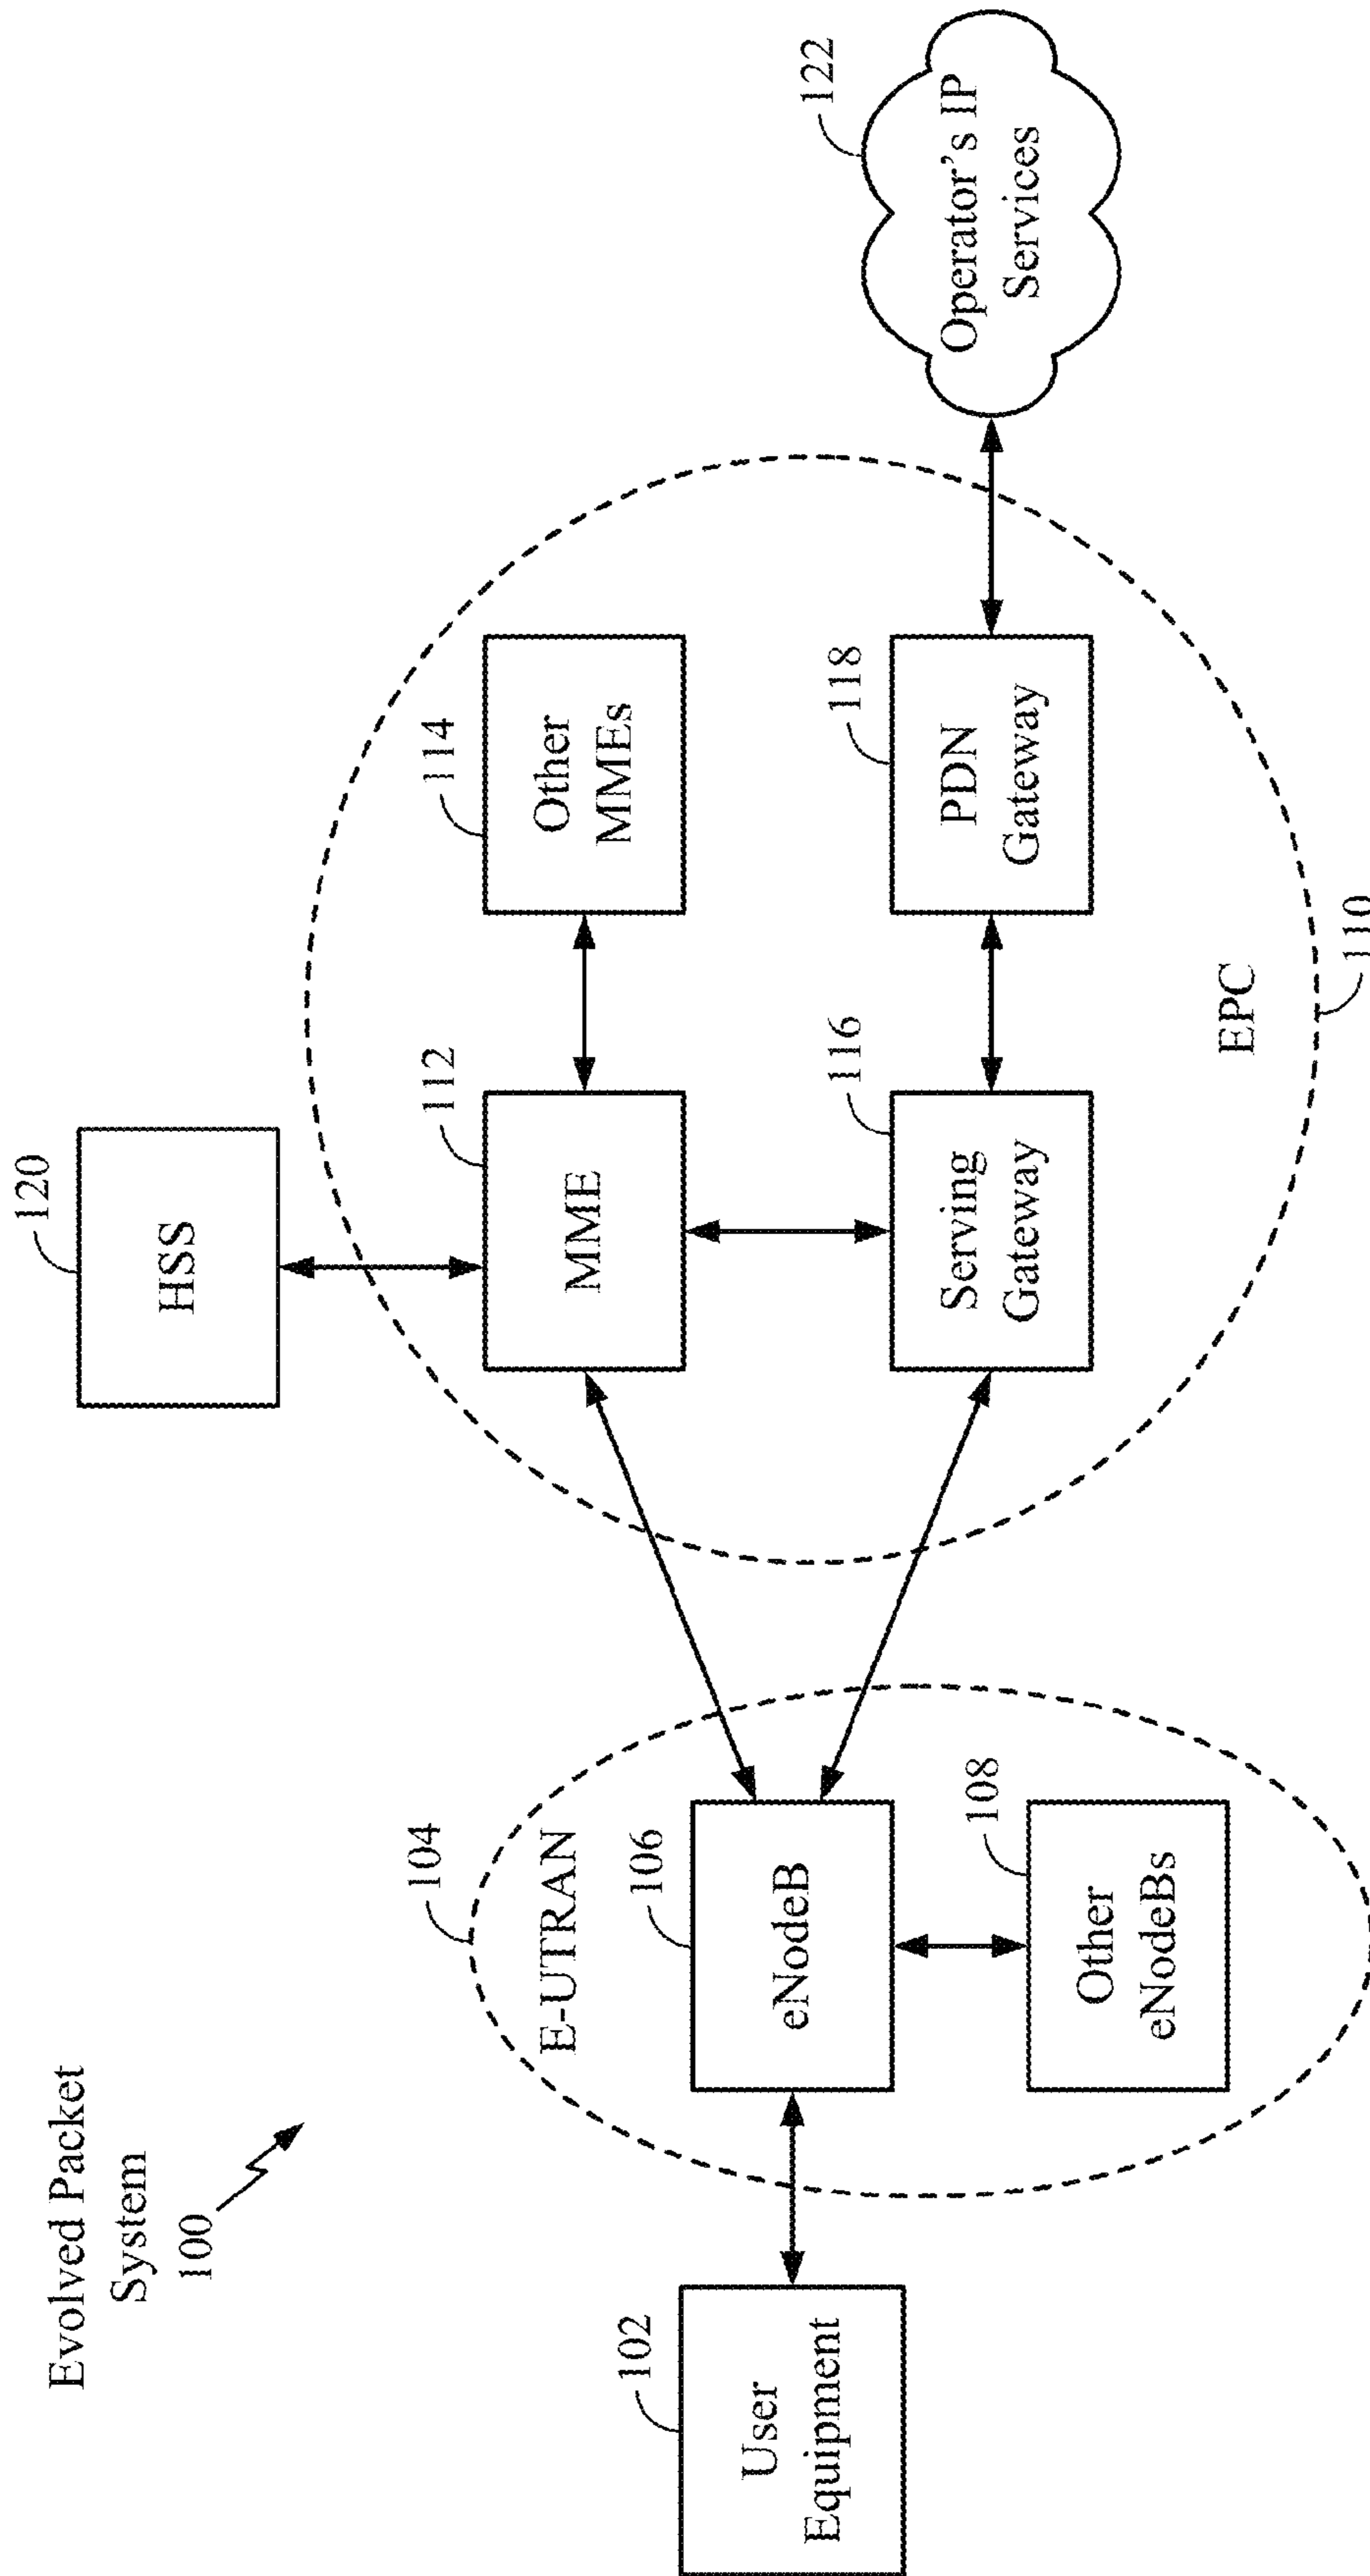 Evolved Packet
System
100
102
User
Equipment
104
E-UTRAN
106
eNodeB
108
Other
eNodeBs
120
HSS
112
MME
114
Other
MMEs
116
Serving
Gateway
118
PDN
Gateway
EPC
110
122
Operator's IP
Services